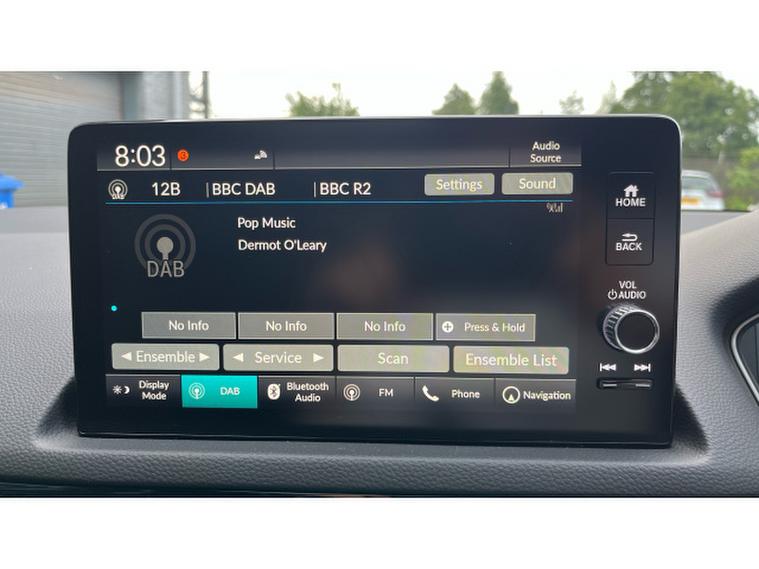 8:03
3
Audio
Source
DAB
12B
BBC DAB
BBC R2
Settings
Sound
HOME
Pop Music
Dermot O'Leary
DAB
BACK
VOL
AUDIO
No Info
No Info
No Info
Press & Hold
Ensemble
Service
Scan
Ensemble List
Display
Mode
DAB
Bluetooth
Audio
FM
Phone
Navigation